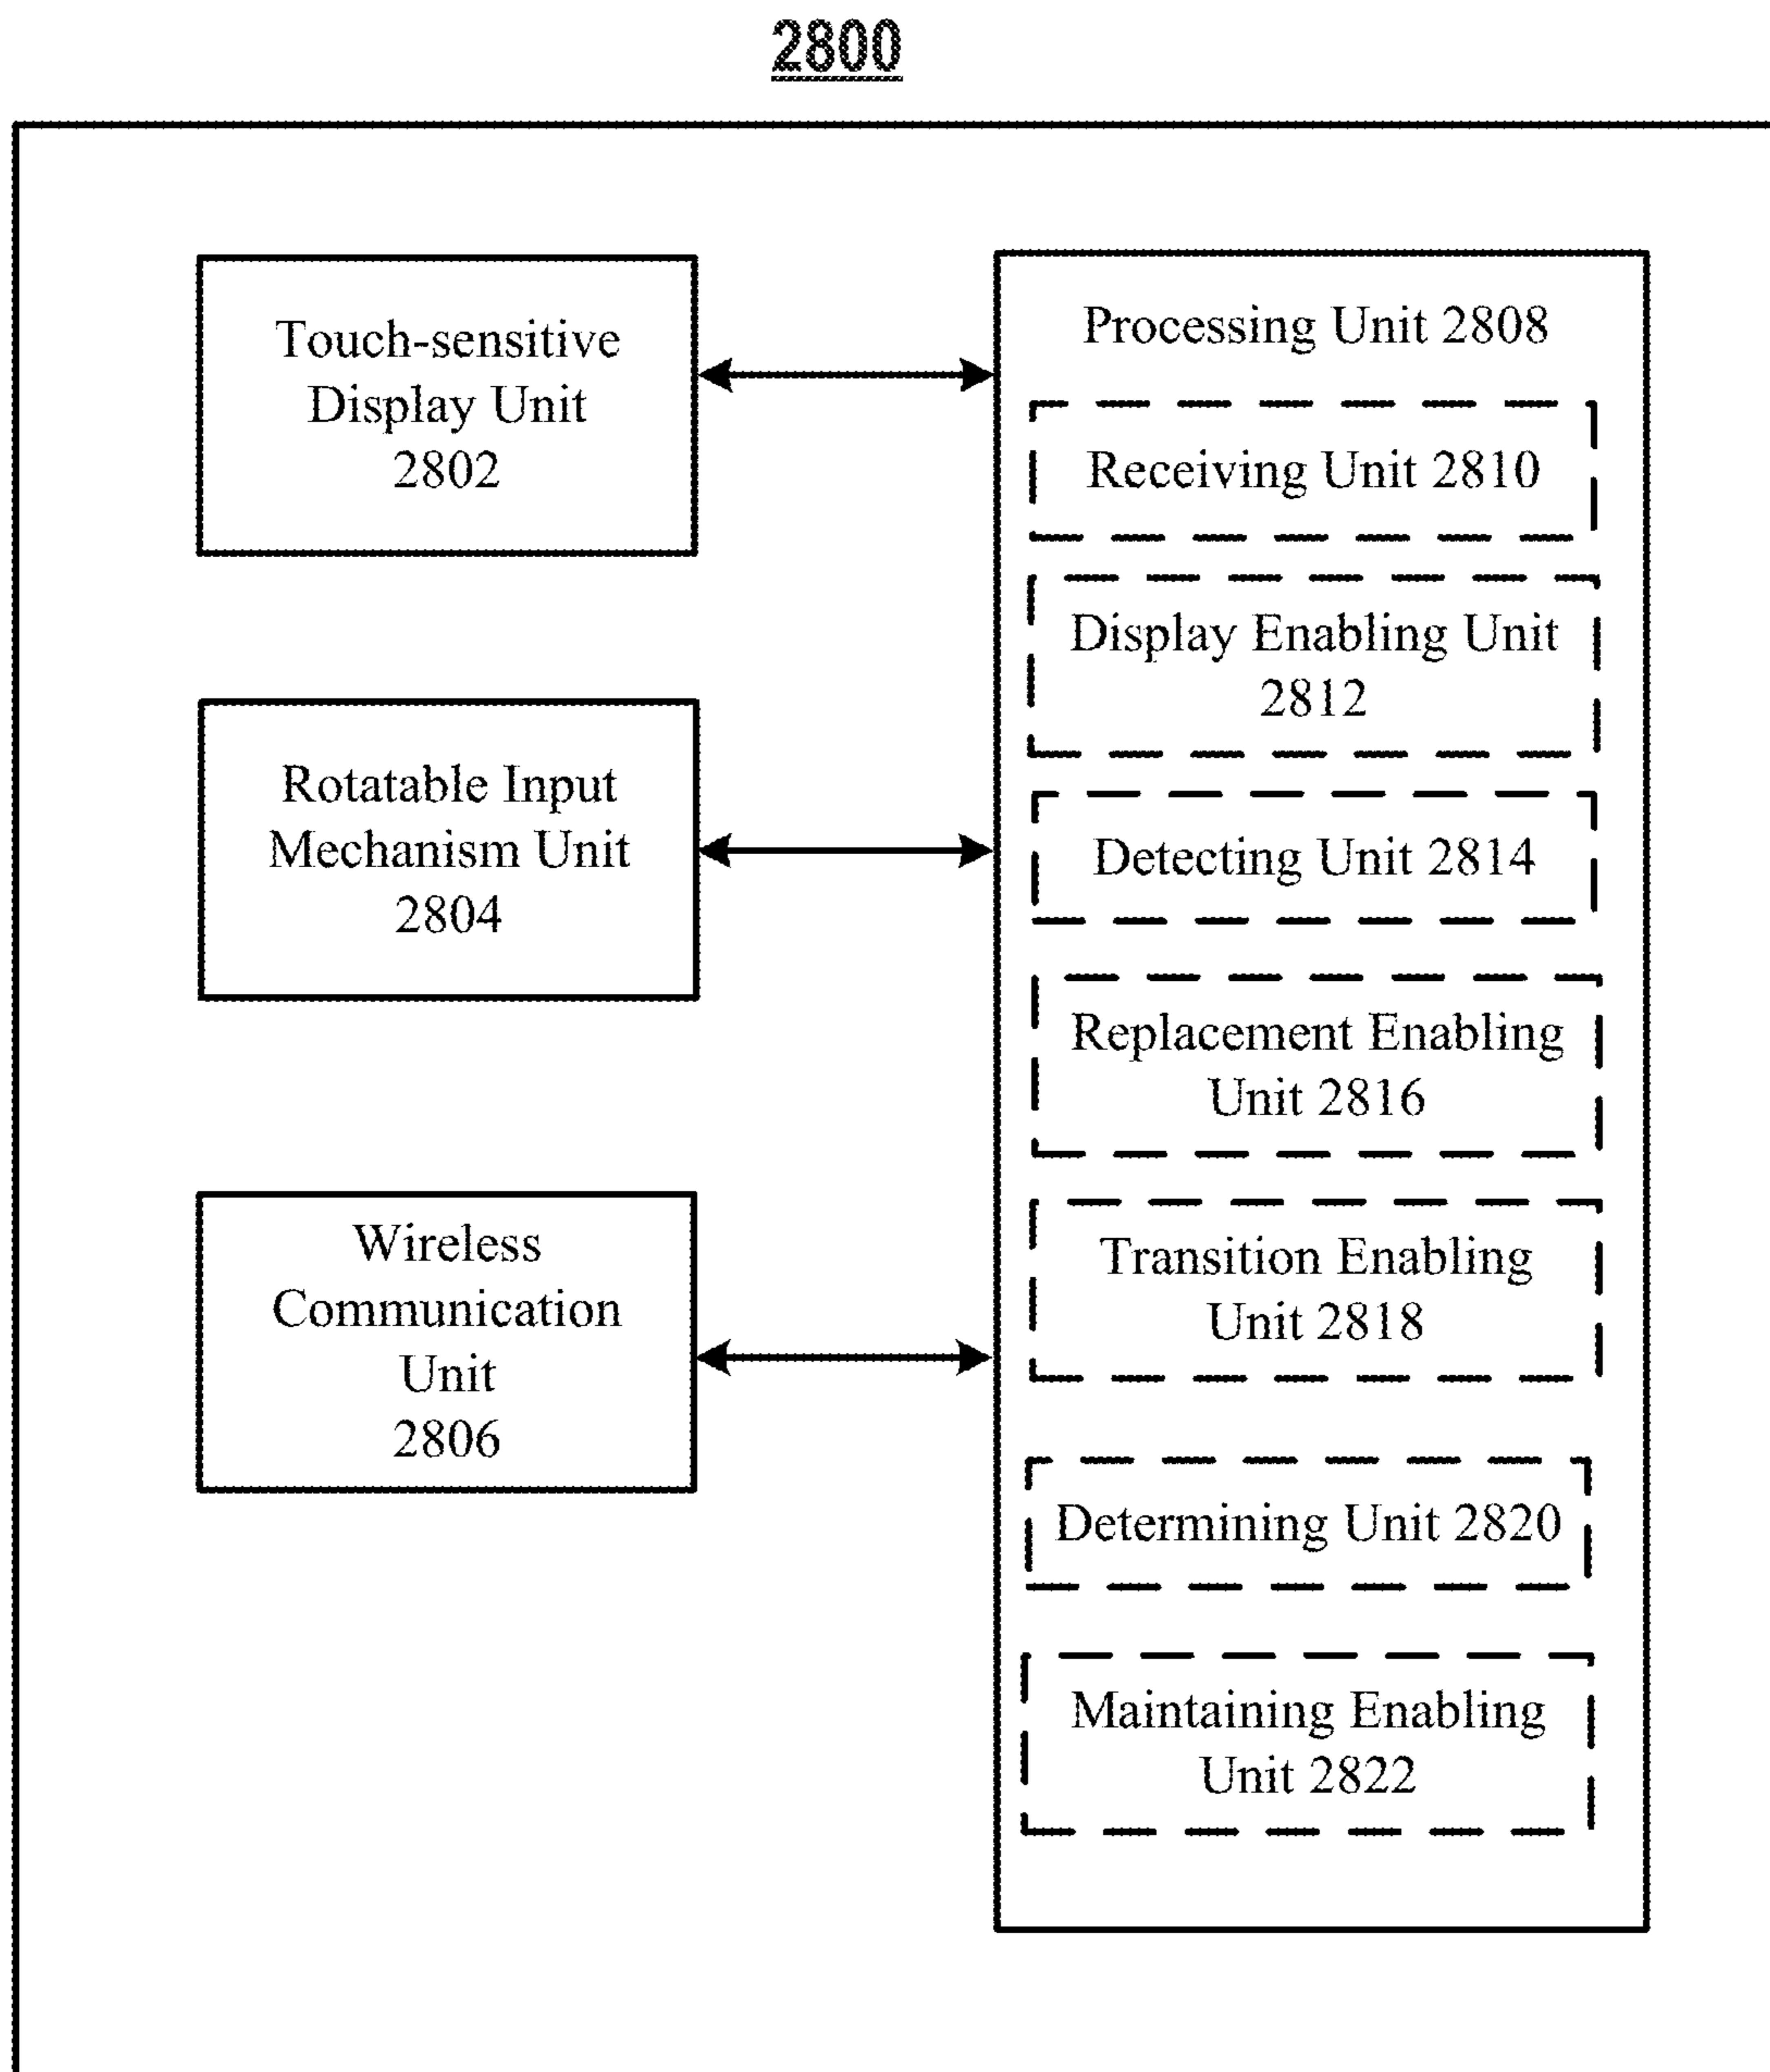 2800
Touch-sensitive
Display Unit
2802
Rotatable Input
Mechanism Unit
2804
Wireless
Communication
Unit
2806
Processing Unit 2808
Receiving Unit 2810
Display Enabling Unit
2812
Detecting Unit 2814
Replacement Enabling
Unit 2816
Transition Enabling
Unit 2818
Determining Unit 2820
Maintaining Enabling
Unit 2822